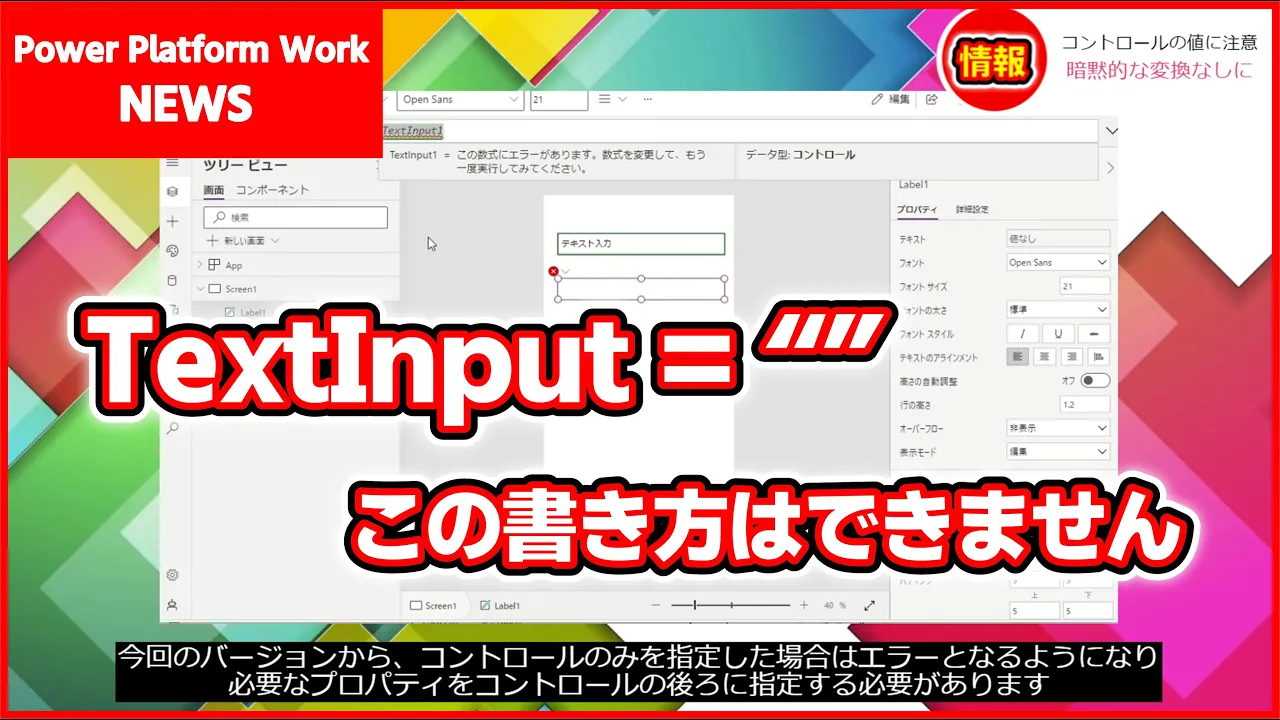 Power Platform Work
NEWS
情報
コントロールの値に注意
暗黙的な変換なしに
Open Sans
21
編集
TextInput1
TextInput1 = この数式にエラーがあります。数式を変更して、もう
一度実行してみてください。
データ型: コントロール
ツリー ビュー
画面 コンポーネント
検索
新しい画面
App
Screen1
Label1
テキスト入力
Label1
プロパティ 詳細設定
テキスト 値なし
フォント Open Sans
フォント サイズ 21
フォントの太さ 標準
フォント スタイル
テキストのアラインメント
高さの自動調整 オフ
行の高さ 1.2
オーバーフロー 非表示
表示モード 編集
TextInput = ""
この書き方はできません
上 下
5 5
Screen1 Label1
40 %
今回のバージョンから、コントロールのみを指定した場合はエラーとなるようになり
必要なプロパティをコントロールの後ろに指定する必要があります